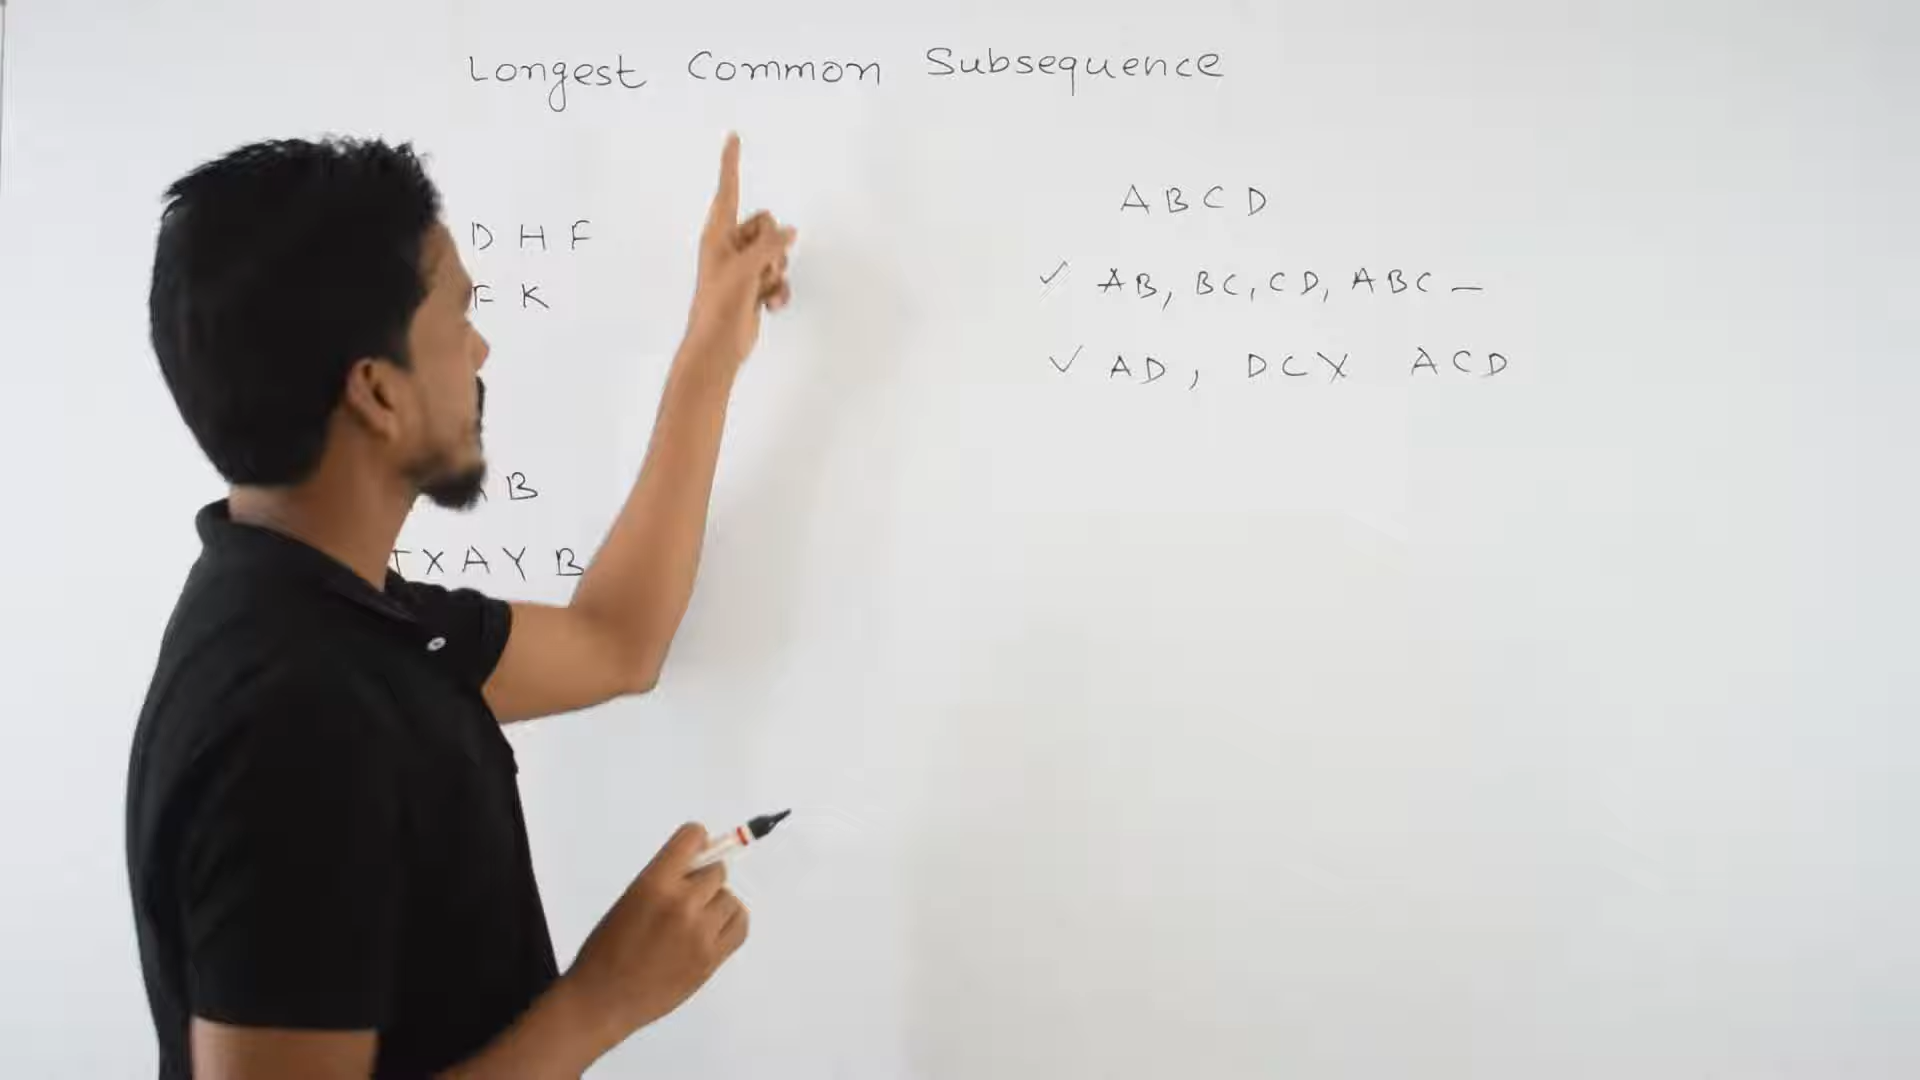 Longest Common Subsequence
D H F
F K
B
T X A Y B
A B C D
✓ AB, BC, CD, ABC –
✓ AD, DCX ACD